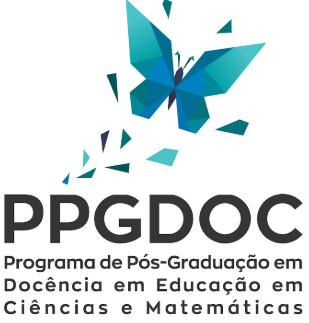 PPGDOC
Programa de Pós-Graduação em
Docência em Educação em
Ciências e Matemáticas